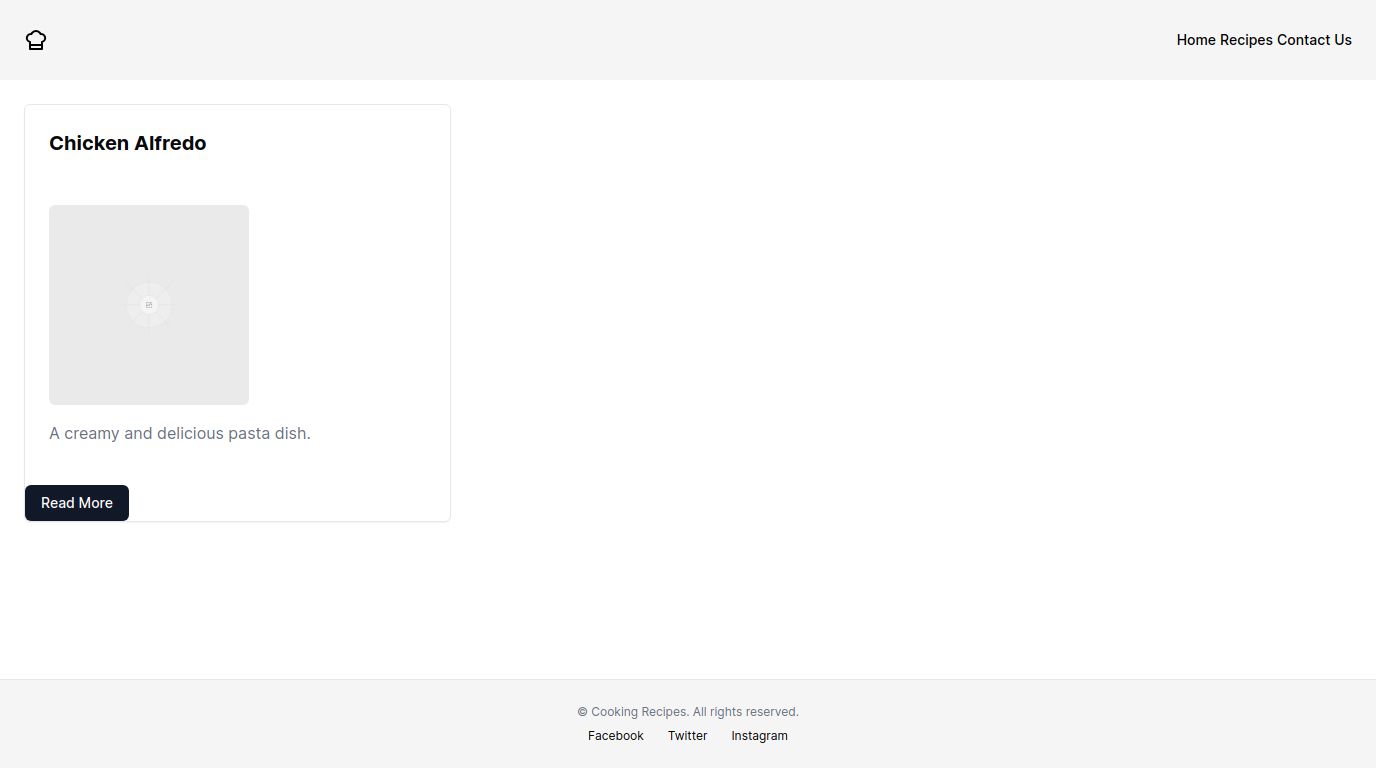 Home Recipes Contact Us
Chicken Alfredo
A creamy and delicious pasta dish.
Read More
© Cooking Recipes. All rights reserved.
Facebook Twitter Instagram